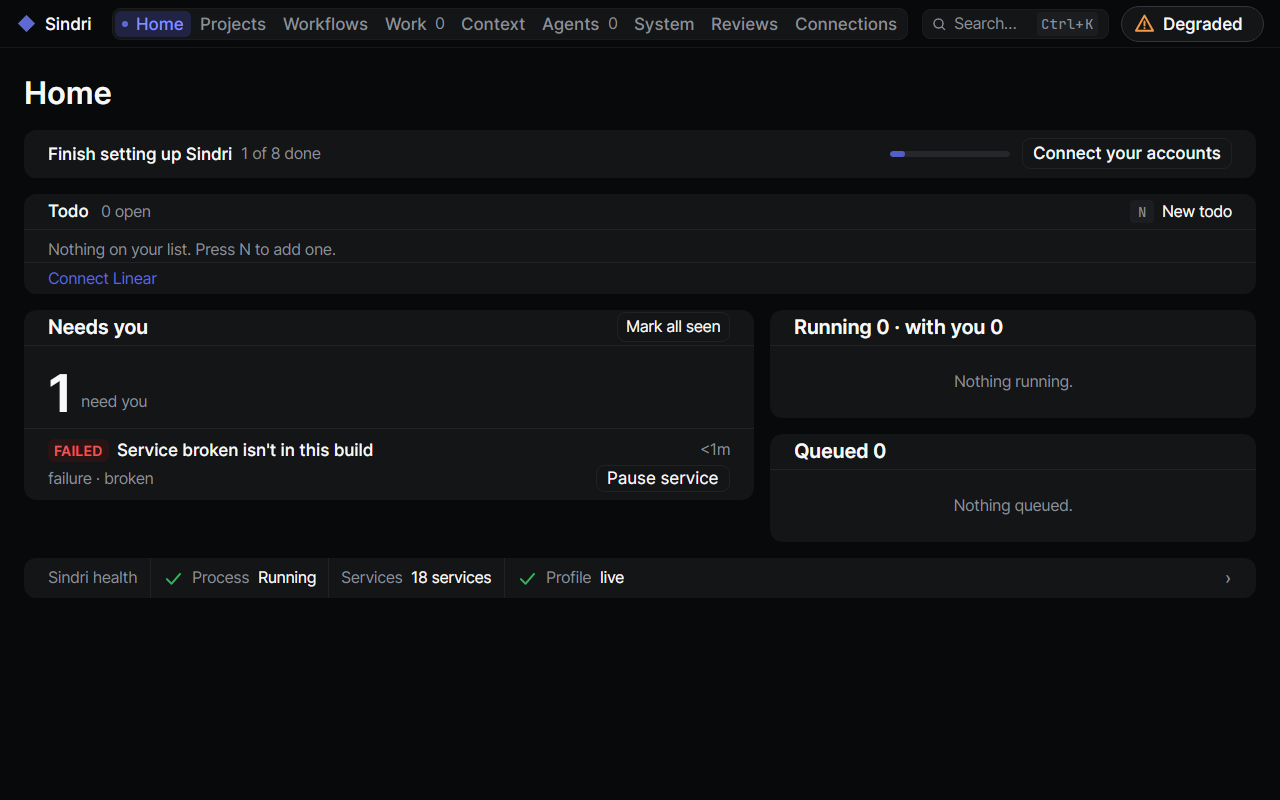 Sindri Home Projects Workflows Work 0 Context Agents 0 System Reviews Connections Search... Ctrl+K Degraded
Home
Finish setting up Sindri 1 of 8 done Connect your accounts
Todo 0 open N New todo
Nothing on your list. Press N to add one.
Connect Linear
Needs you Mark all seen
1 need you
FAILED Service broken isn't in this build <1m
failure · broken Pause service
Running 0 · with you 0
Nothing running.
Queued 0
Nothing queued.
Sindri health Process Running Services 18 services Profile live ›